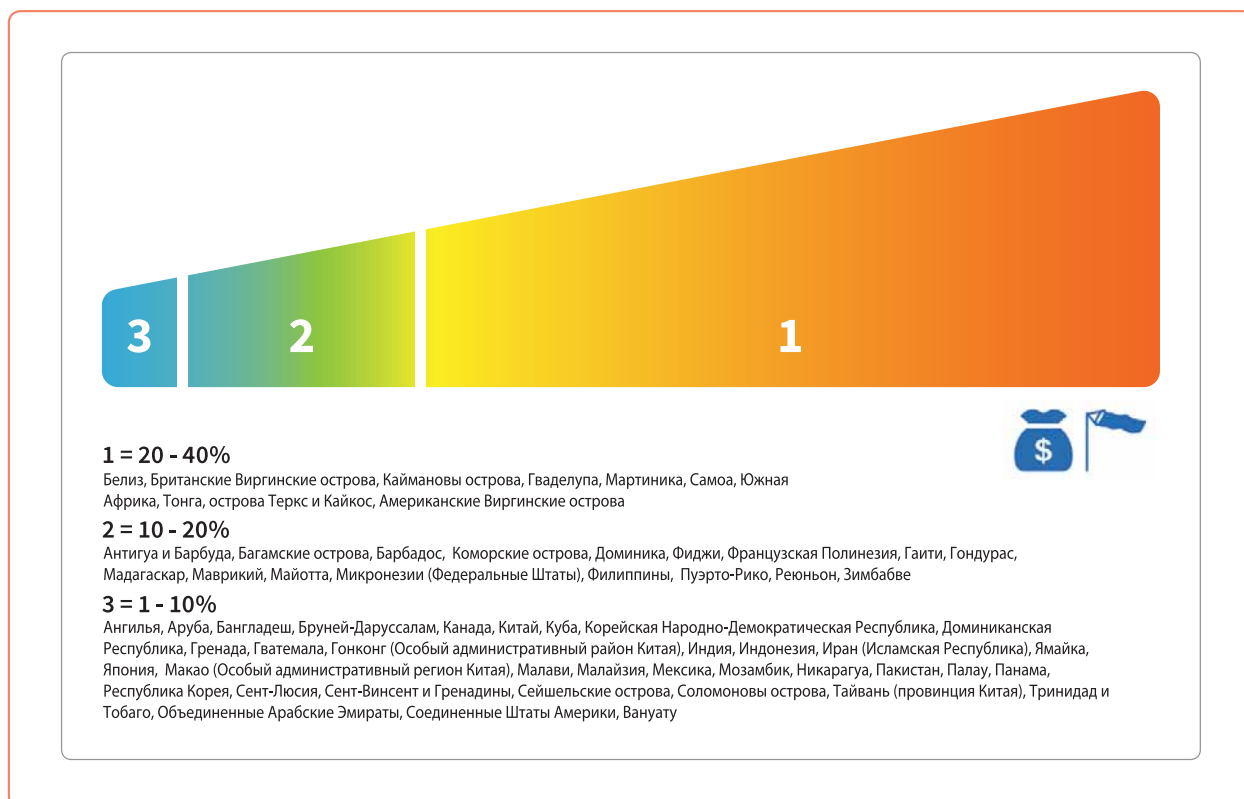 3
2
1
$
1 = 20 - 40%
Белиз, Британские Виргинские острова, Каймановы острова, Гваделупа, Мартиника, Самоа, Южная
Африка, Тонга, острова Теркс и Кайкос, Американские Виргинские острова
2 = 10 - 20%
Антигуа и Барбуда, Багамские острова, Барбадос, Коморские острова, Доминика, Фиджи, Французская Полинезия, Гаити, Гондурас,
Мадагаскар, Маврикий, Майотта, Микронезии (Федеральные Штаты), Филиппины, Пуэрто-Рико, Реюньон, Зимбабве
3 = 1 - 10%
Ангилья, Аруба, Бангладеш, Бруней-Даруссалам, Канада, Китай, Куба, Корейская Народно-Демократическая Республика, Доминиканская
Республика, Гренада, Гватемала, Гонконг (Особый административный район Китая), Индия, Индонезия, Иран (Исламская Республика), Ямайка,
Япония, Макао (Особый административный регион Китая), Малави, Малайзия, Мексика, Мозамбик, Никарагуа, Пакистан, Палау, Панама,
Республика Корея, Сент-Люсия, Сент-Винсент и Гренадины, Сейшельские острова, Соломоновы острова, Тайвань (провинция Китая), Тринидад и
Тобаго, Объединенные Арабские Эмираты, Соединенные Штаты Америки, Вануату